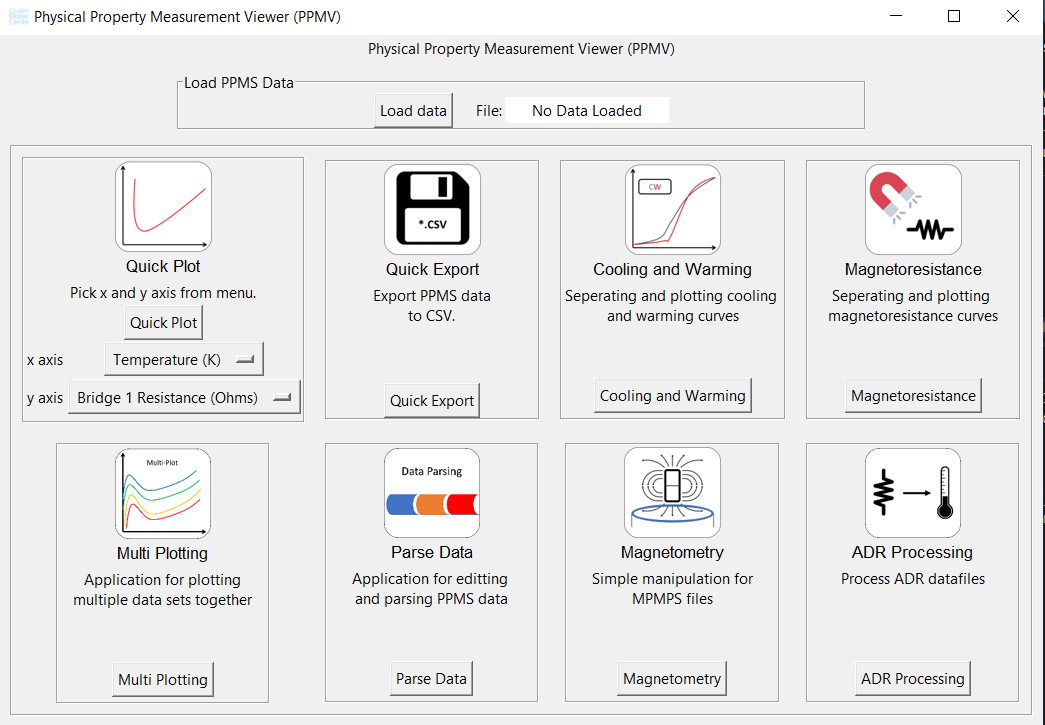 Physical Property Measurement Viewer (PPMV)
Physical Property Measurement Viewer (PPMV)
Load PPMS Data
Load data
File:
No Data Loaded
Quick Plot
Pick x and y axis from menu.
Quick Plot
x axis
Temperature (K)
y axis
Bridge 1 Resistance (Ohms)
*.CSV
Quick Export
Export PPMS data
to CSV.
Quick Export
CW
Cooling and Warming
Seperating and plotting cooling
and warming curves
Cooling and Warming
Magnetoresistance
Seperating and plotting
magnetoresistance curves
Magnetoresistance
Multi-Plot
Multi Plotting
Application for plotting
multiple data sets together
Multi Plotting
Data Parsing
Parse Data
Application for editting
and parsing PPMS data
Parse Data
Magnetometry
Simple manipulation for
MPMPS files
Magnetometry
ADR Processing
Process ADR datafiles
ADR Processing